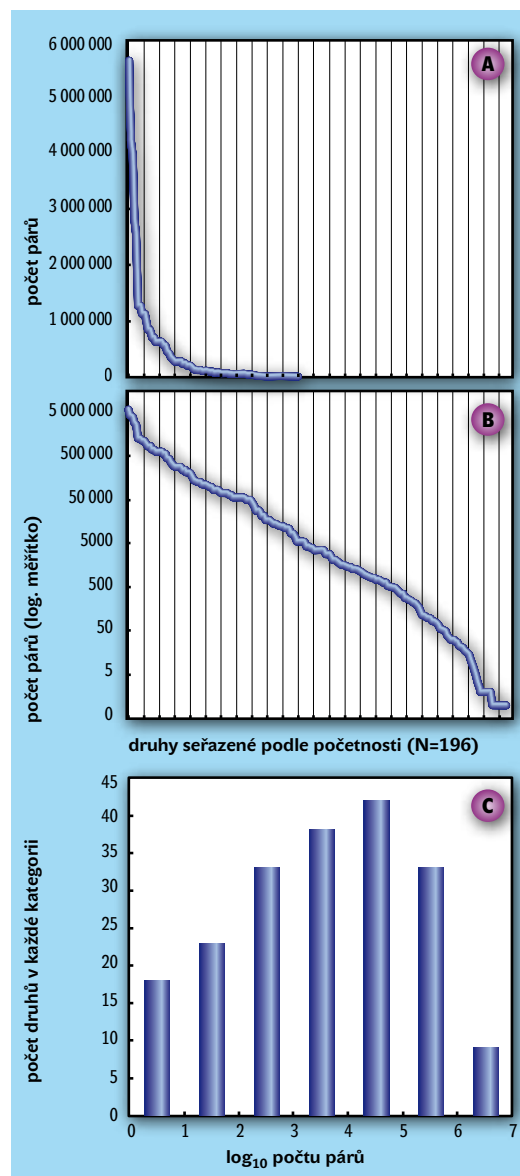 6 000 000
A
5 000 000
4 000 000
3 000 000
2 000 000
1 000 000
0
počet párů
5 000 000
B
500 000
50 000
5000
500
50
5
0
počet párů (log. měřítko)
druhy seřazené podle početnosti (N=196)
45
C
40
35
30
25
20
15
10
5
0
počet druhů v každé kategorii
0 1 2 3 4 5 6 7
log₁₀ počtu párů